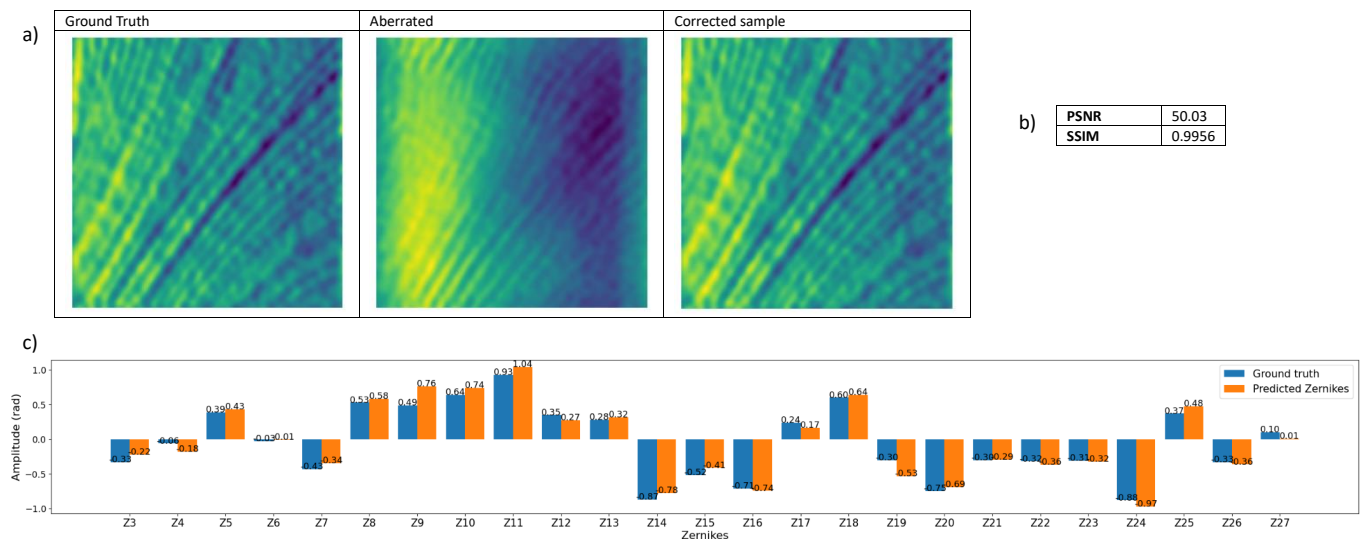 a)
Ground Truth Aberrated Corrected sample
b)
PSNR 50.03
SSIM 0.9956
c)
Amplitude (rad)
1.0
0.5
0.0
−0.5
−1.0
-0.33 -0.22 -0.06 -0.18 0.39 0.43 -0.03 -0.01 -0.43 -0.34 0.53 0.58 0.49 0.76 0.64 0.74 0.93 1.04 0.35 0.27 0.28 0.32 -0.87 -0.78 -0.52 -0.41 -0.71 -0.74 0.24 0.17 0.60 0.64 -0.30 -0.53 -0.75 -0.69 -0.30 -0.29 -0.32 -0.36 -0.31 -0.32 -0.88 -0.97 0.37 0.48 -0.33 -0.36 0.10 0.01
Ground truth
Predicted Zernikes
Z3 Z4 Z5 Z6 Z7 Z8 Z9 Z10 Z11 Z12 Z13 Z14 Z15 Z16 Z17 Z18 Z19 Z20 Z21 Z22 Z23 Z24 Z25 Z26 Z27
Zernikes